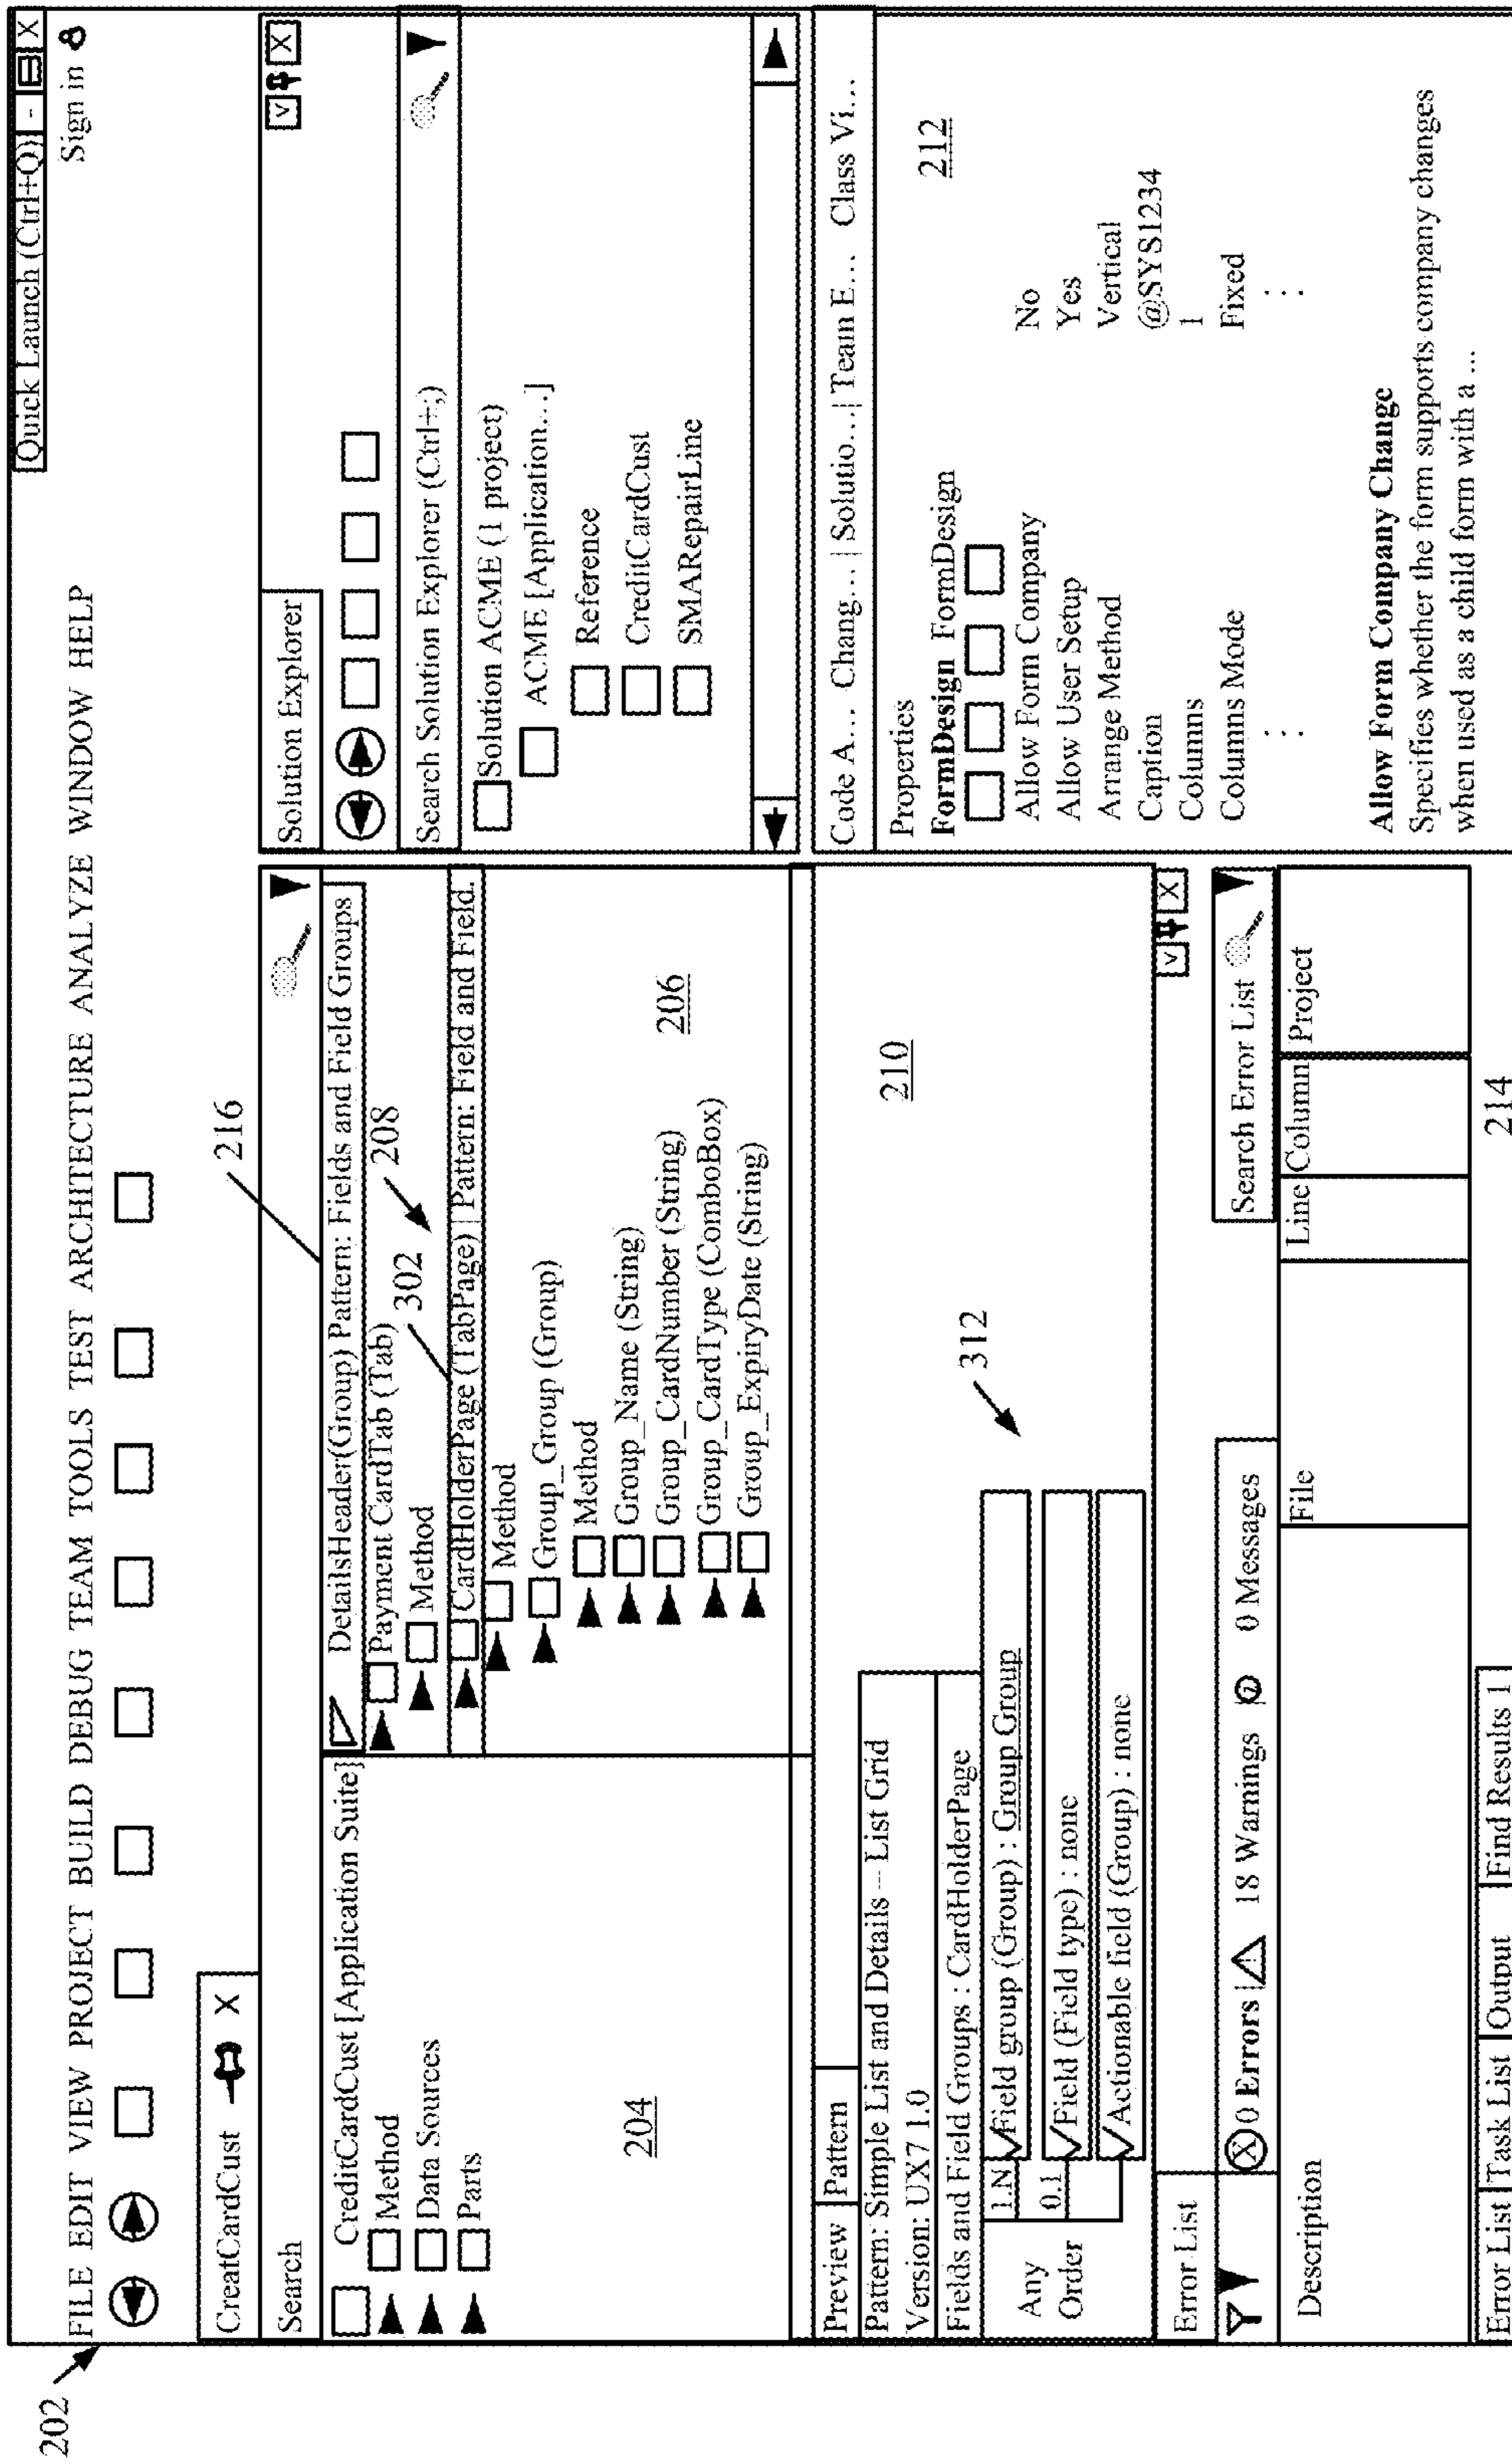 202
Quick Launch (Ctrl+Q) - X
FILE EDIT VIEW PROJECT BUILD DEBUG TEAM TOOLS TEST ARCHITECTURE ANALYZE WINDOW HELP
Sign in
CreatCardCust X
216
Search
CreditCardCust [Application Suite]
Method
Data Sources
Parts
204
DetailsHeader(Group) Pattern: Fields and Field Groups
Payment CardTab (Tab)
Method
302
208
CardHolderPage (TabPage) | Pattern: Field and Field.
Method
Group_Group (Group)
Method
Group_Name (String)
Group_CardNumber (String)
Group_CardType (ComboBox)
Group_ExpiryDate (String)
206
Solution Explorer
V X
Search Solution Explorer (Ctrl+;)
Solution ACME (1 project)
ACME [Application...]
Reference
CreditCardCust
SMARepairLine
Preview Pattern
Pattern: Simple List and Details -- List Grid
Version: UX7 1.0
Fields and Field Groups : CardHolderPage
Any
Order
1.N
0.1
Field group (Group) : Group Group
Field (Field type) : none
Actionable field (Group) : none
312
210
Code A... Chang... | Solutio...| Team E... Class Vi...
Properties
FormDesign FormDesign
212
Allow Form Company No
Allow User Setup Yes
Arrange Method Vertical
Caption @SYS1234
Columns 1
Columns Mode Fixed
Allow Form Company Change
Specifies whether the form supports company changes
when used as a child form with a ...
Error List
V X
X 0 Errors 18 Warnings 0 Messages
Search Error List
Description File Line Column Project
Error List Task List Output Find Results 1
214